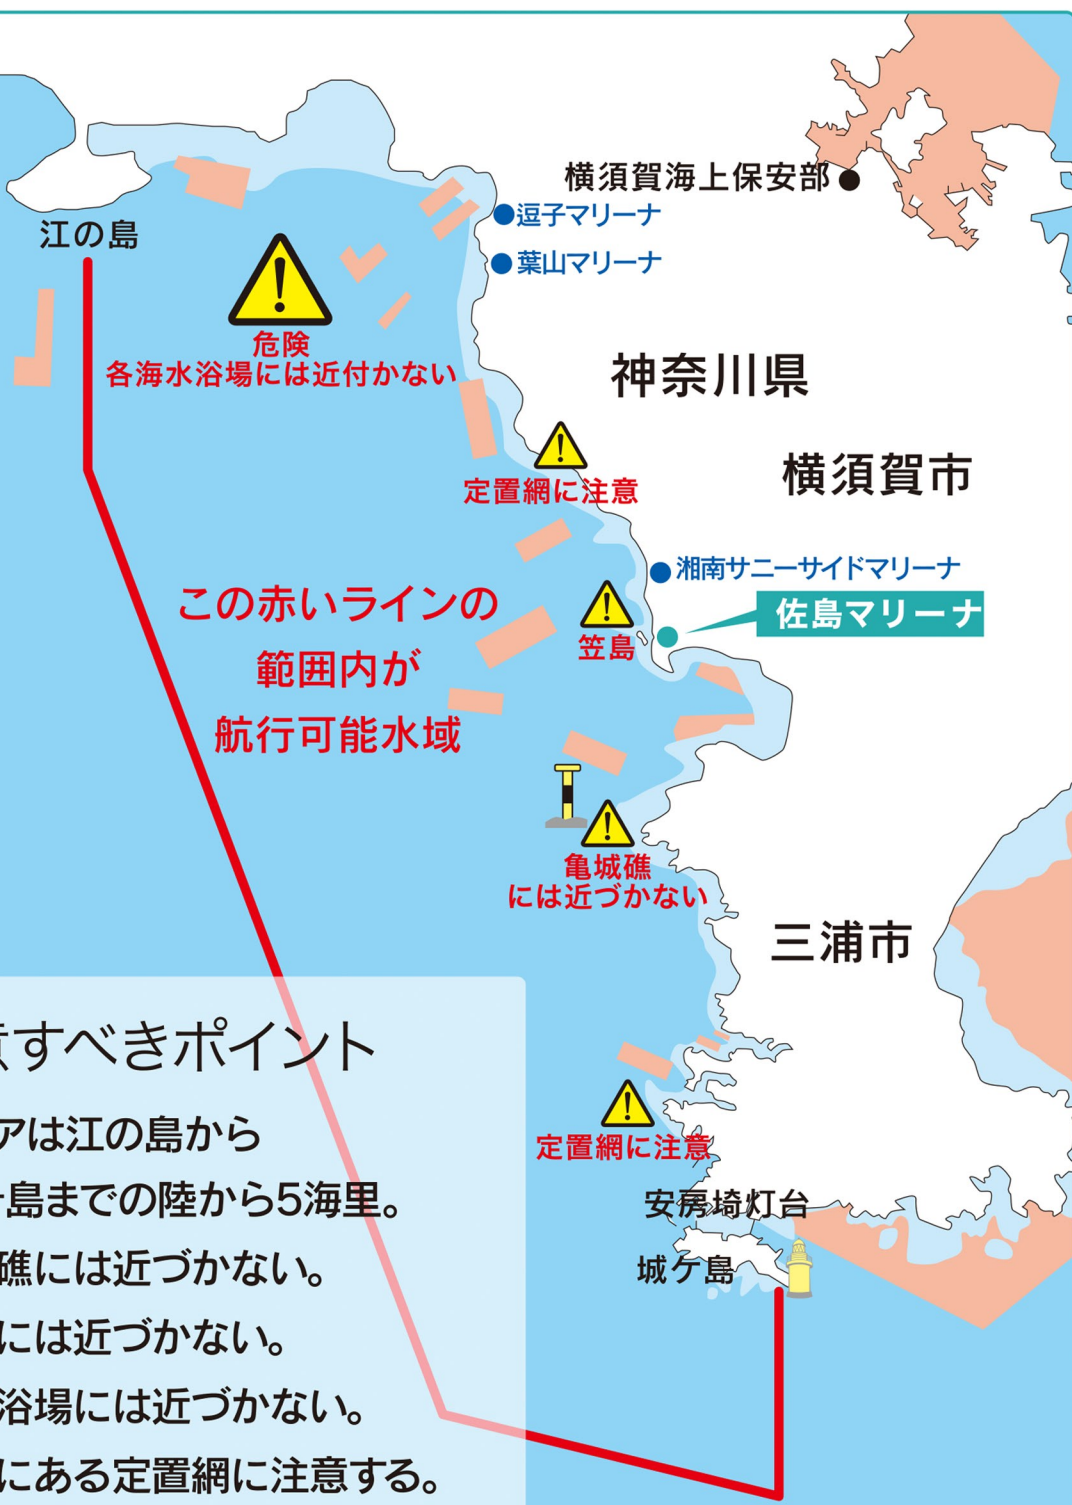 横須賀海上保安部
逗子マリーナ
江の島
葉山マリーナ
危険
各海水浴場には近付かない
神奈川県
横須賀市
定置網に注意
湘南サニーサイドマリーナ
佐島マリーナ
笠島
この赤いラインの
範囲内が
航行可能水域
亀城礁
には近づかない
三浦市
すべきポイント
アは江の島から
島までの陸から5海里。
礁には近づかない。
には近づかない。
浴場には近づかない。
にある定置網に注意する。
定置網に注意
安房埼灯台
城ケ島